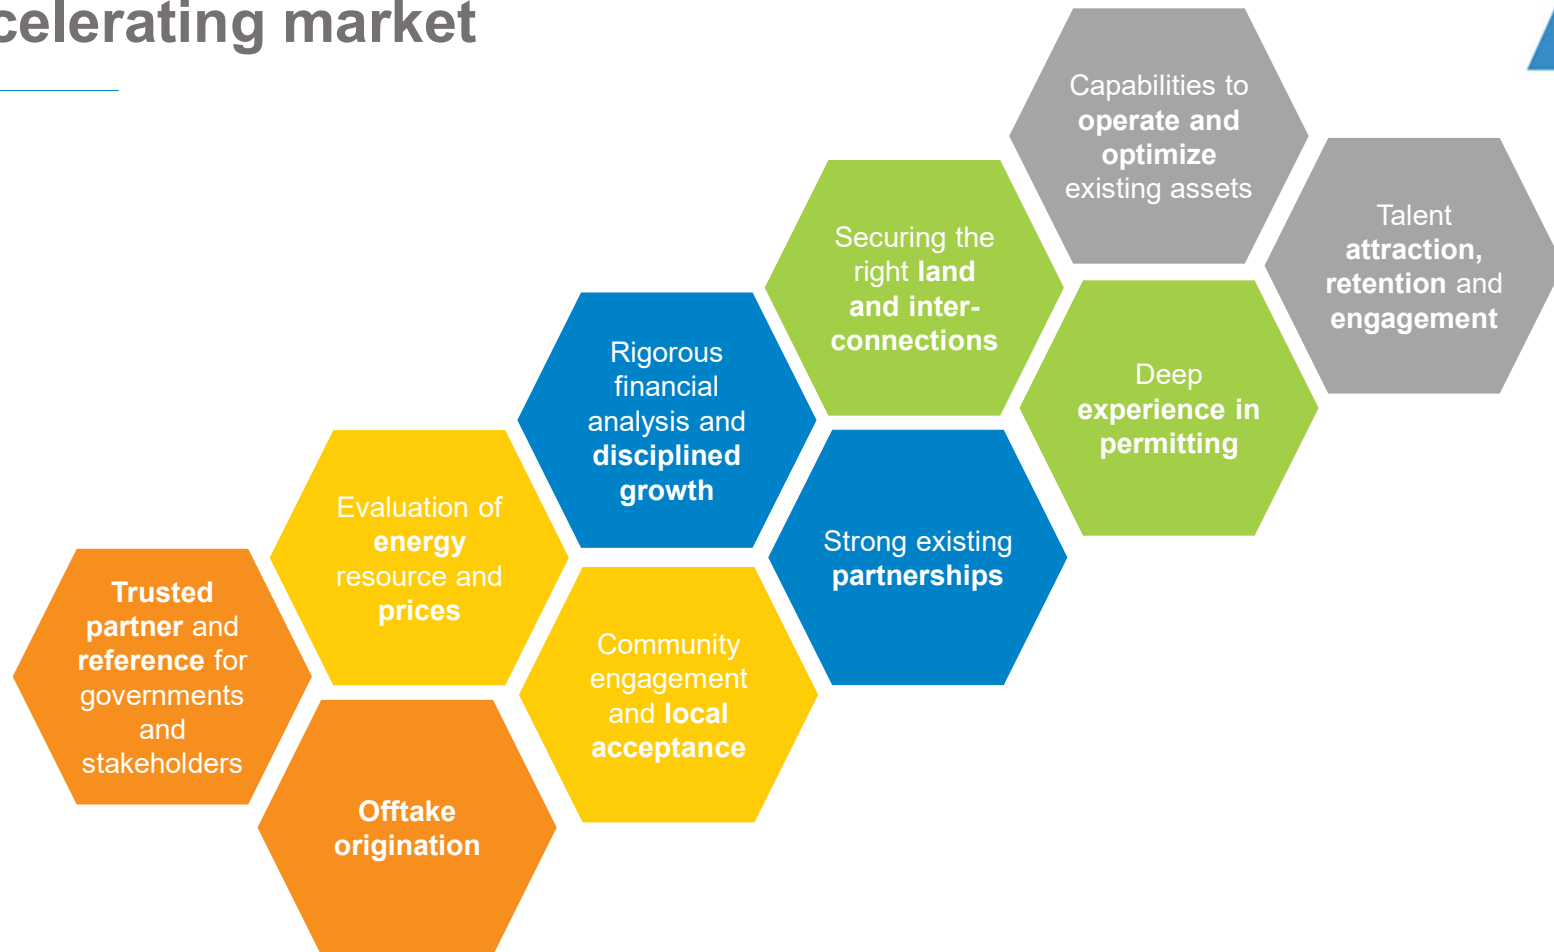 celerating market
Capabilities to
operate and
optimize
existing assets
Talent
attraction,
retention and
engagement
Securing the
right land
and inter-
connections
Deep
experience in
permitting
Rigorous
financial
analysis and
disciplined
growth
Strong existing
partnerships
Evaluation of
energy
resource and
prices
Community
engagement
and local
acceptance
Trusted
partner and
reference for
governments
and
stakeholders
Offtake
origination